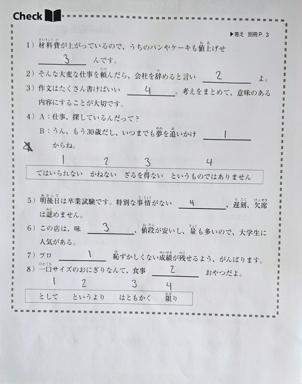 Check
▶答え 別冊P.3
1）材料費が上がっているので、うちのパンやケーキも値上げせ
3 んです。
2）そんな大変な仕事を頼んだら、会社を辞めると言い 2 よ。
3）作文はたくさん書けばいい 4 。考えをまとめて、意味のある
内容にすることが大切です。
4）A：仕事、探しているんだって？
B：うん、もう30歳だし、いつまでも夢を追いかけ 1
からね。
1 2 3 4
てはいられない かねない ざるを得ない というものではありません
5）明後日は卒業試験です。特別な事情がない 4 、遅刻、欠席
は認めません。
6）この店は、味 3 、値段が安いし、量も多いので、大学生に
人気がある。
7）プロ 1 恥ずかしくない成績が残せるよう、がんばります。
8）一口サイズのおにぎりなんて、食事 2 おやつだよ。
1 2 3 4
として というより はともかく 限り